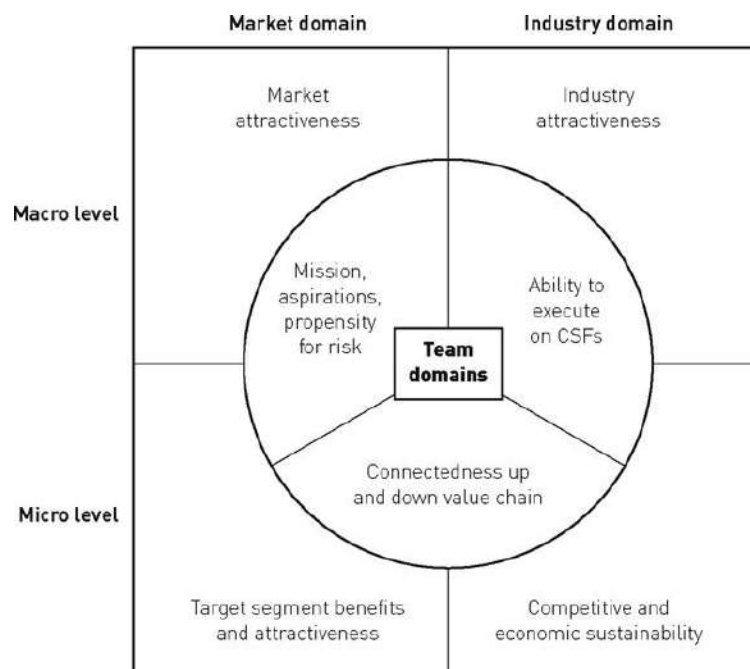 Market domain
Industry domain
Market
attractiveness
Industry
attractiveness
Macro level
Mission,
aspirations,
propensity
for risk
Ability to
execute
on CSFs
Team
domains
Connectedness up
and down value chain
Micro level
Target segment benefits
and attractiveness
Competitive and
economic sustainability